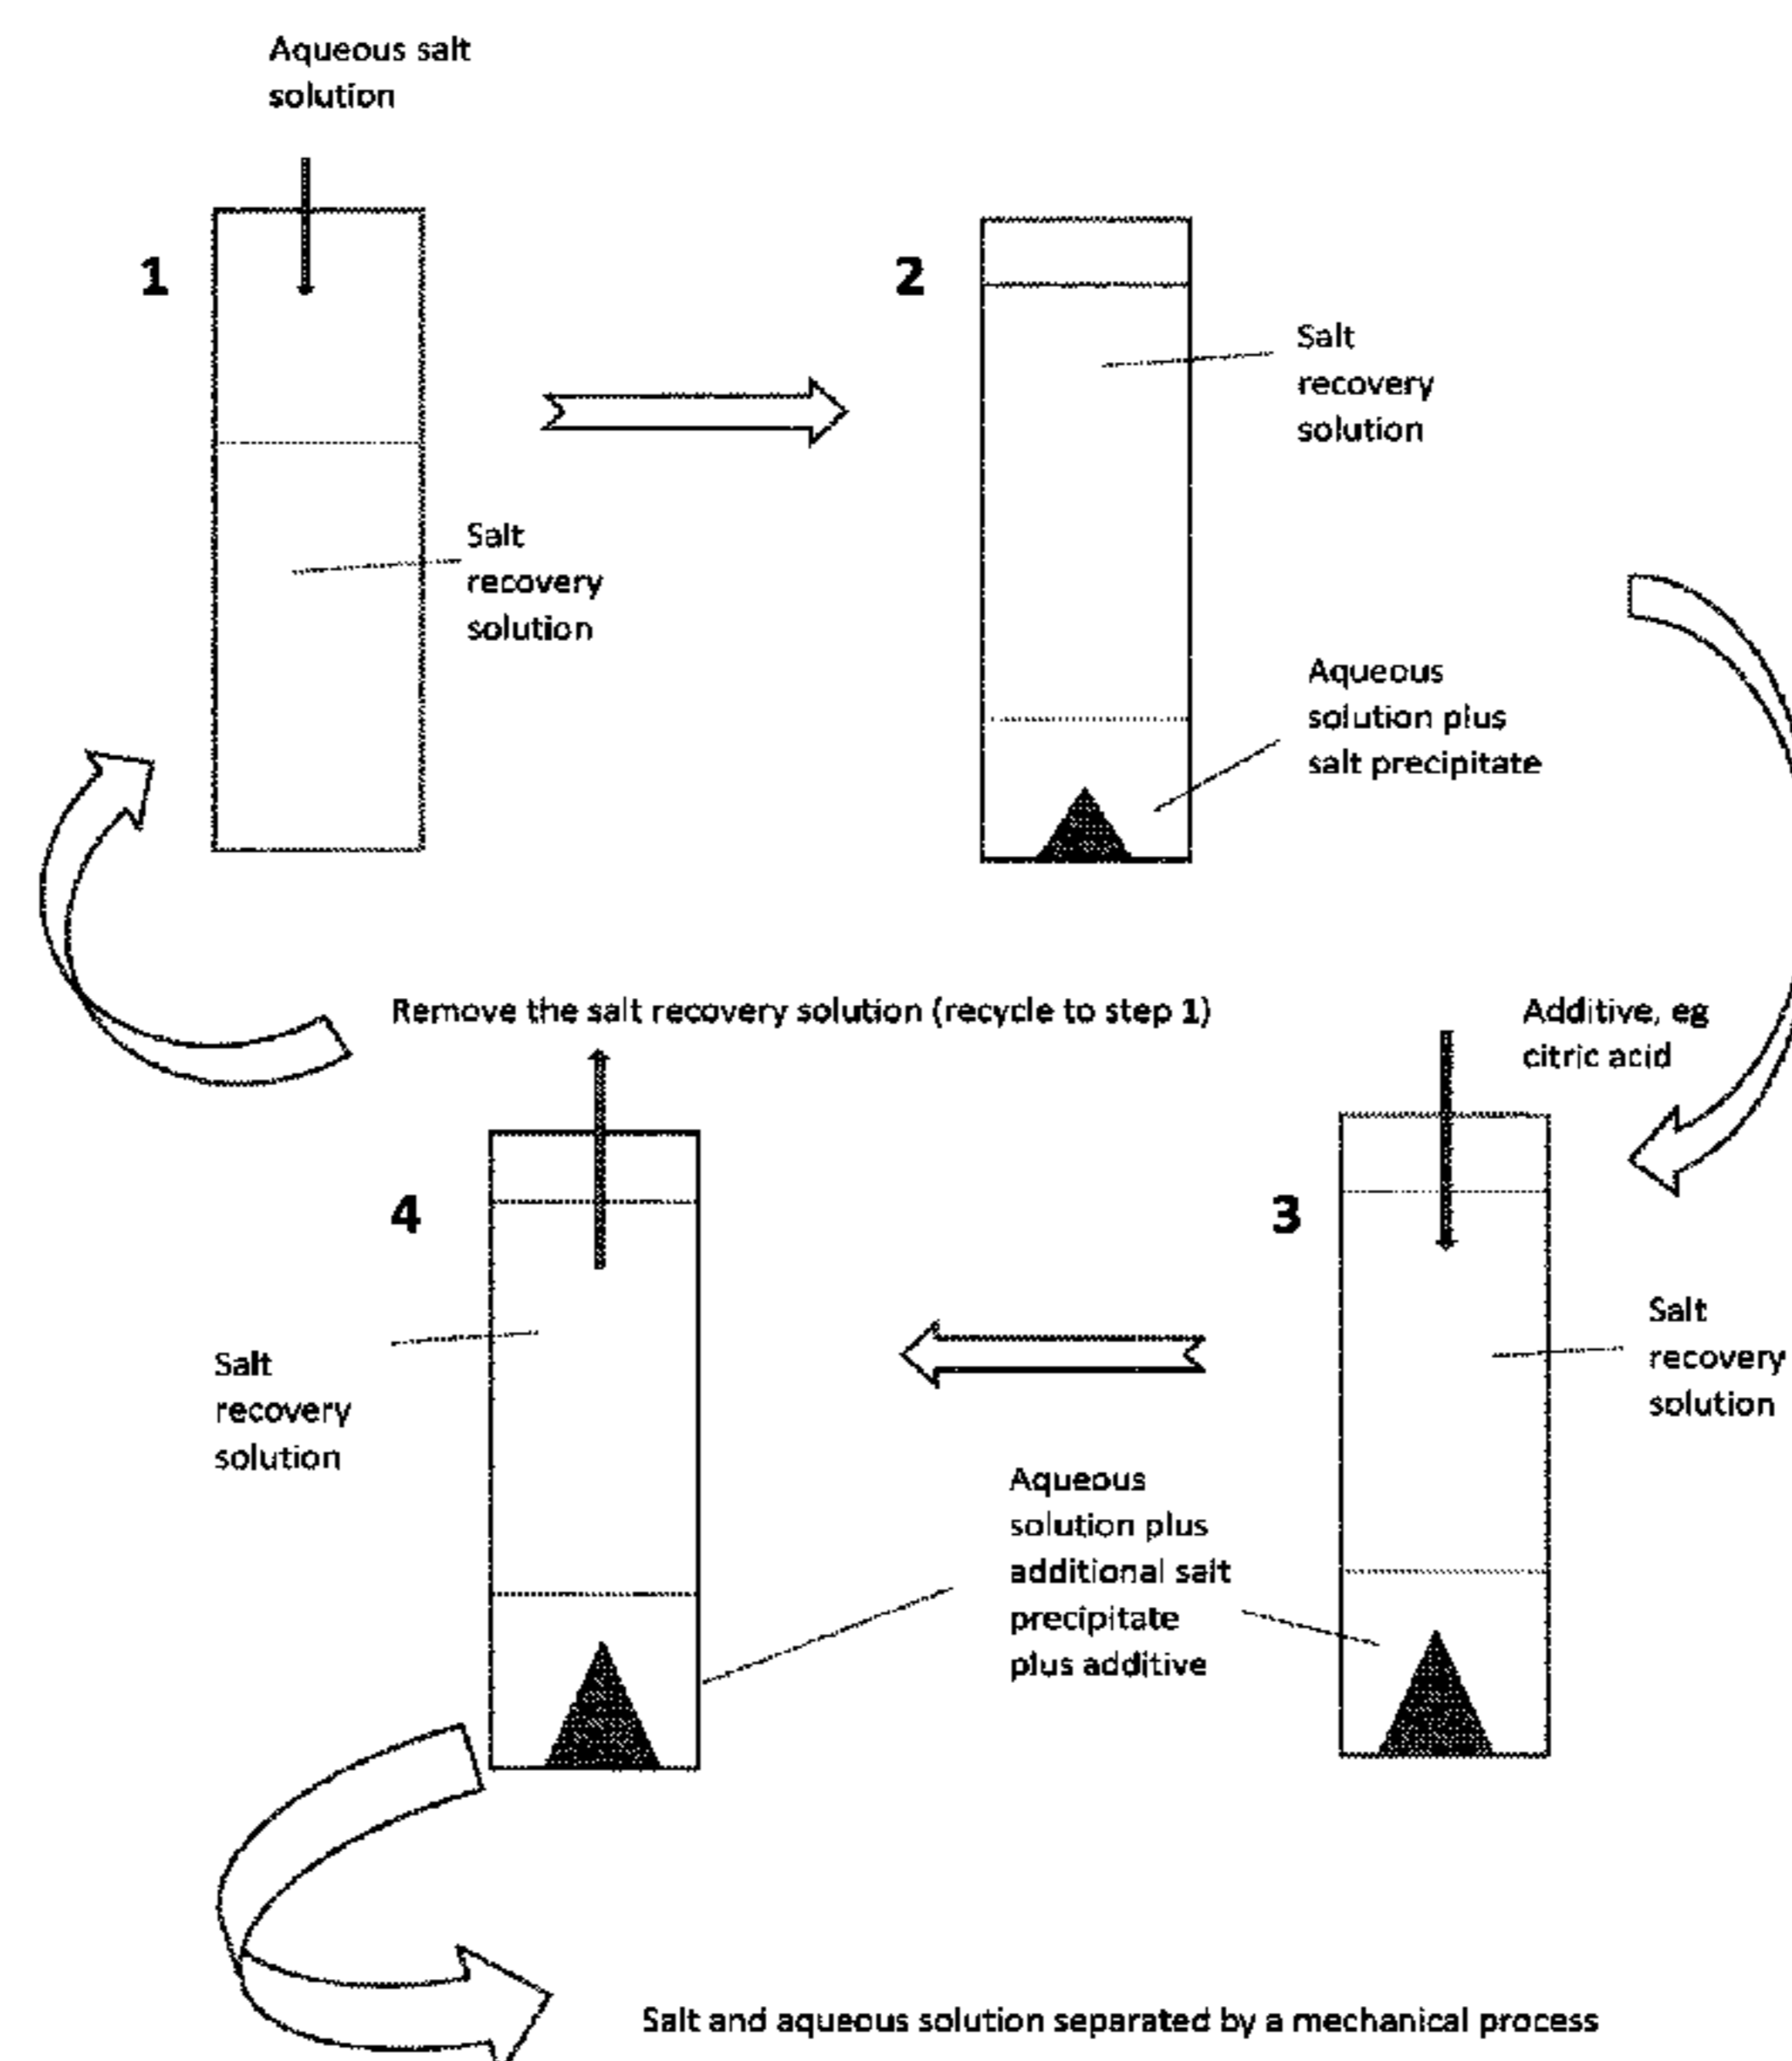 Aqueous salt
solution
1
Salt
recovery
solution
2
Salt
recovery
solution
Aqueous
solution plus
salt precipitate
Remove the salt recovery solution (recycle to step 1)
Additive, eg
citric acid
4
Salt
recovery
solution
3
Salt
recovery
solution
Aqueous
solution plus
additional salt
precipitate
plus additive
Salt and aqueous solution separated by a mechanical process